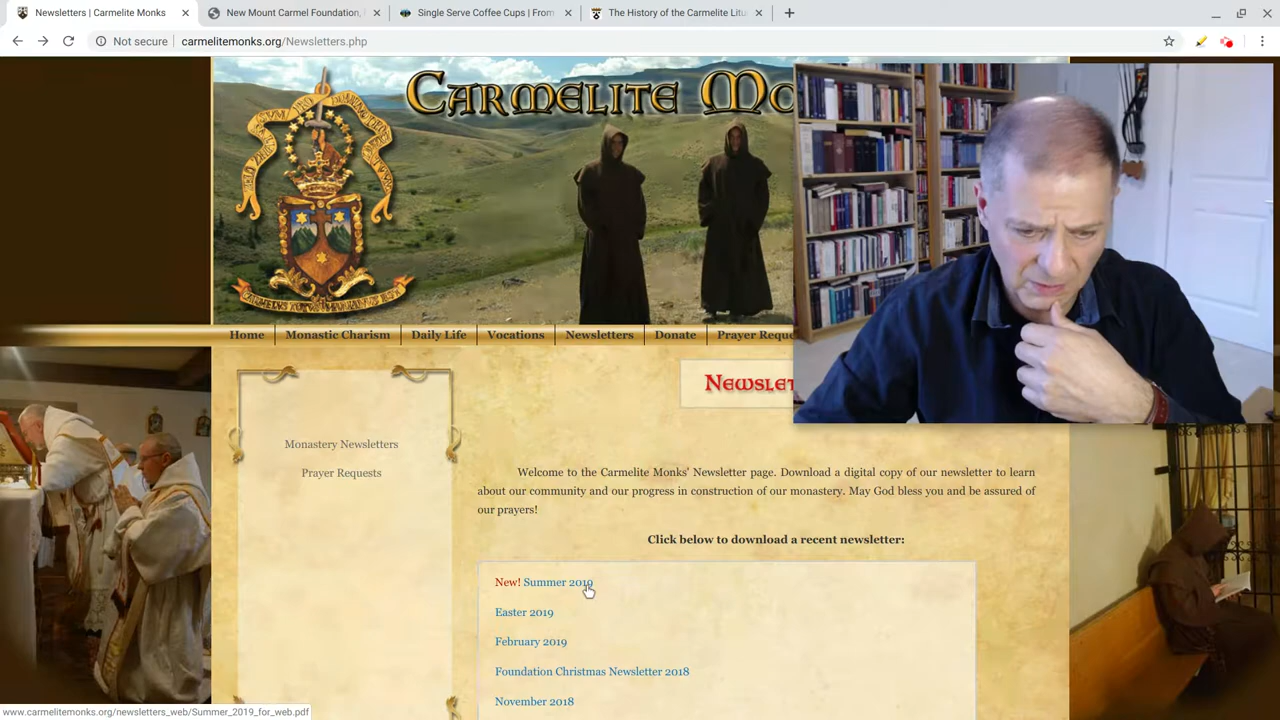 Newsletters | Carmelite Monks
New Mount Carmel Foundation,
Single Serve Coffee Cups | From
The History of the Carmelite Litu
Not secure
carmelitemonks.org/Newsletters.php
Carmelite Mo
Home
Monastic Charism
Daily Life
Vocations
Newsletters
Donate
Prayer Reque
Newslet
Monastery Newsletters
Prayer Requests
Welcome to the Carmelite Monks' Newsletter page. Download a digital copy of our newsletter to learn
about our community and our progress in construction of our monastery. May God bless you and be assured of
our prayers!
Click below to download a recent newsletter:
New! Summer 2019
Easter 2019
February 2019
Foundation Christmas Newsletter 2018
November 2018
www.carmelitemonks.org/newsletters_web/Summer_2019_for_web.pdf